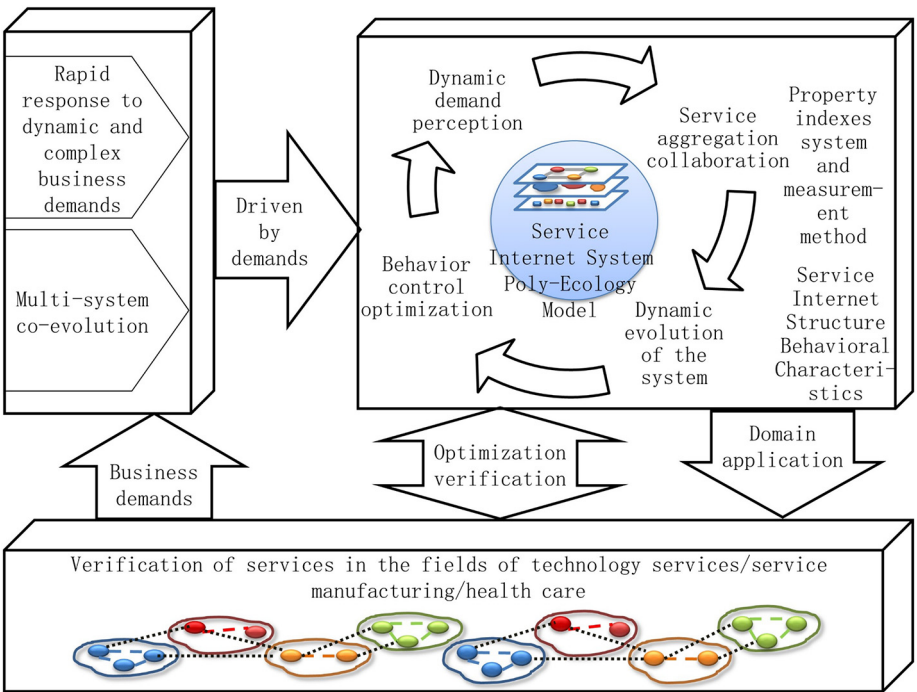 Rapid
response to
dynamic and
complex
business
demands
Multi-system
co-evolution
Driven
by
demands
Dynamic
demand
perception
Service
aggregation
collaboration
Property
indexes
system
and
measurem-
ent
method
Service
Internet System
Poly-Ecology
Model
Behavior
control
optimization
Dynamic
evolution
of the
system
Service
Internet
Structure
Behavioral
Characteri-
stics
Business
demands
Optimization
verification
Domain
application
Verification of services in the fields of technology services/service
manufacturing/health care